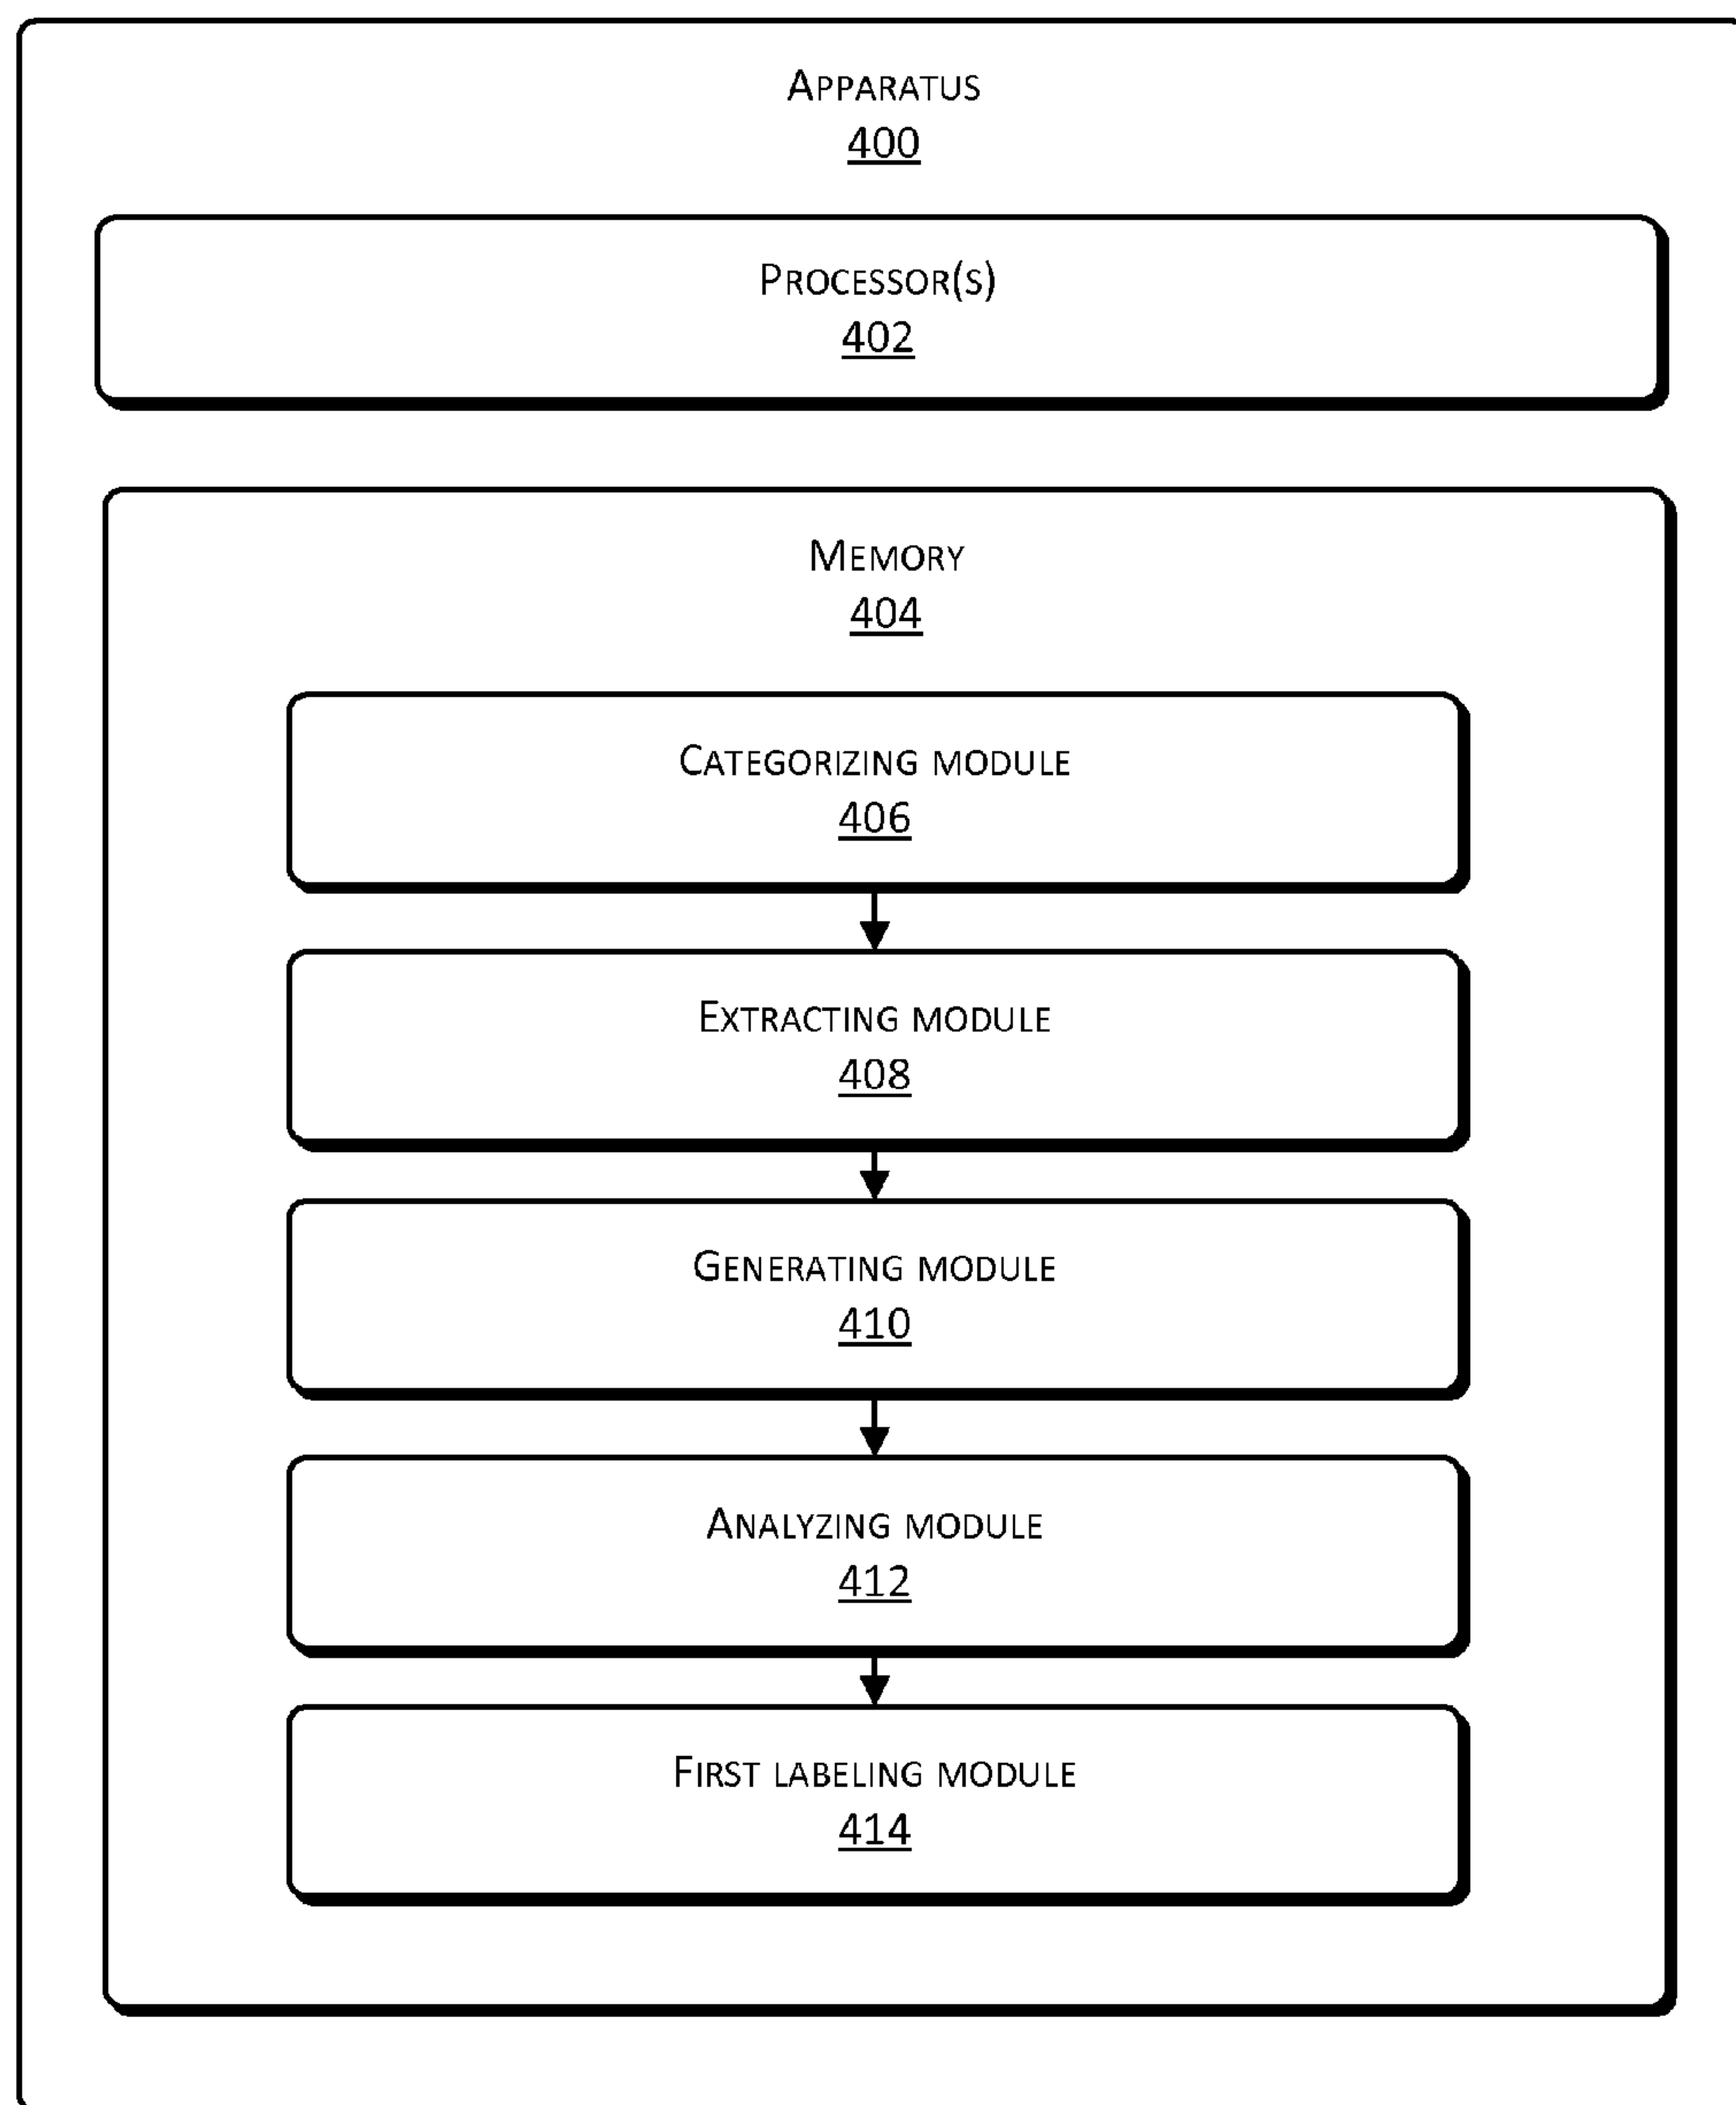 APPARATUS
400
PROCESSOR(S)
402
MEMORY
404
CATEGORIZING MODULE
406
EXTRACTING MODULE
408
GENERATING MODULE
410
ANALYZING MODULE
412
FIRST LABELING MODULE
414